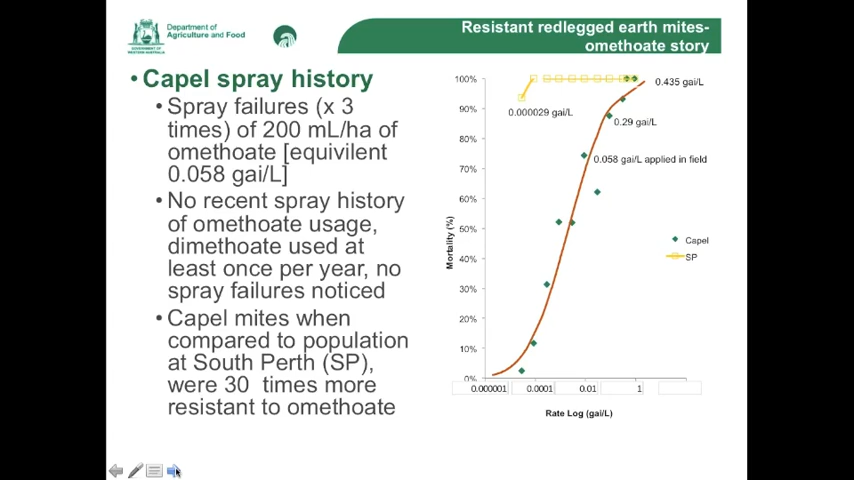 Department of
Agriculture and Food
GOVERNMENT OF
WESTERN AUSTRALIA
Resistant redlegged earth mites-
omethoate story
• Capel spray history
• Spray failures (x 3
times) of 200 mL/ha of
omethoate [equivilent
0.058 gai/L]
• No recent spray history
of omethoate usage,
dimethoate used at
least once per year, no
spray failures noticed
• Capel mites when
compared to population
at South Perth (SP),
were 30 times more
resistant to omethoate
100%
90%
80%
70%
60%
50%
40%
30%
20%
10%
0%
Mortality (%)
0.435 gai/L
0.000029 gai/L
0.29 gai/L
0.058 gai/L applied in field
Capel
SP
0.000001
0.0001
0.01
1
Rate Log (gai/L)